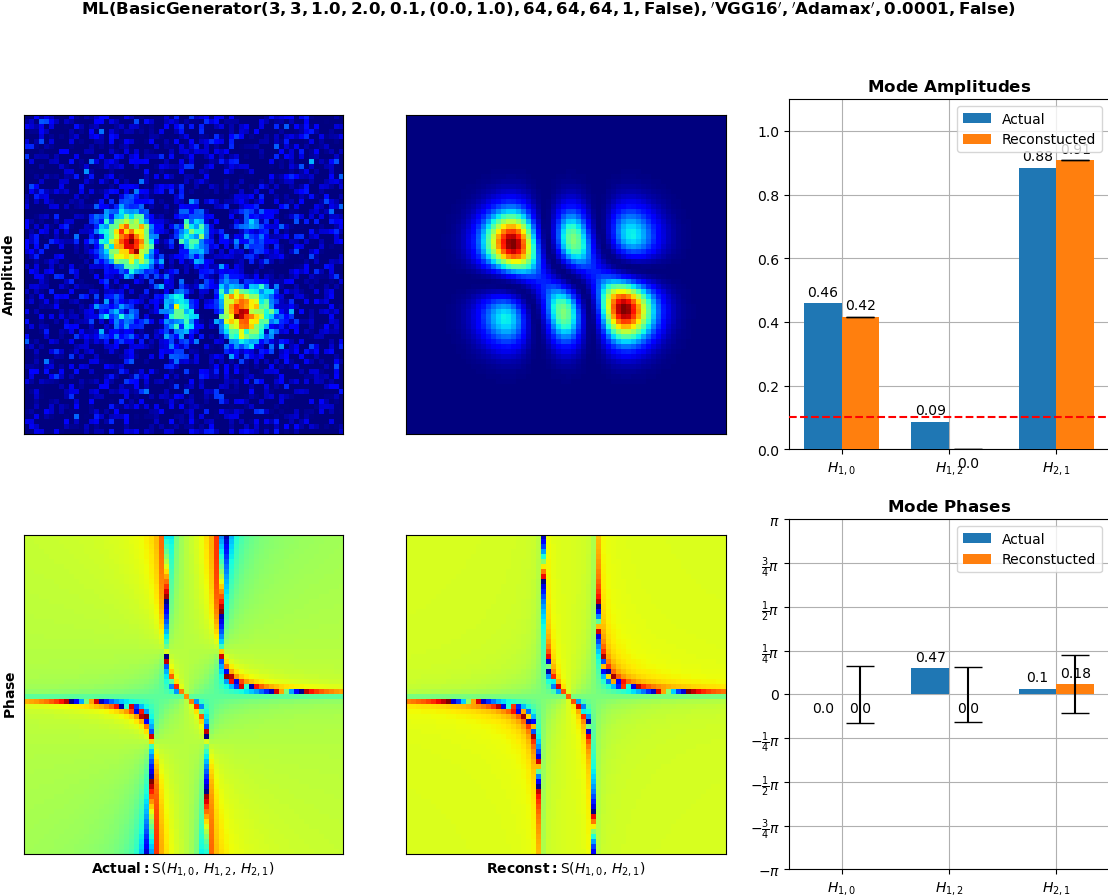 ML(BasicGenerator(3, 3, 1.0, 2.0, 0.1, (0.0, 1.0), 64, 64, 64, 1, False), ′VGG16′, ′Adamax′, 0.0001, False)
Amplitude
Mode Amplitudes
Actual
Reconstucted
1.0
0.8
0.6
0.4
0.2
0.0
0.46
0.42
0.09
0.0
0.88
0.91
H1,0
H1,2
H2,1
Phase
Actual: S(H1,0, H1,2, H2,1)
Reconst: S(H1,0, H2,1)
Mode Phases
Actual
Reconstucted
π
3/4π
1/2π
1/4π
0
−1/4π
−1/2π
−3/4π
−π
0.0
0.0
0.47
0.0
0.1
0.18
H1,0
H1,2
H2,1